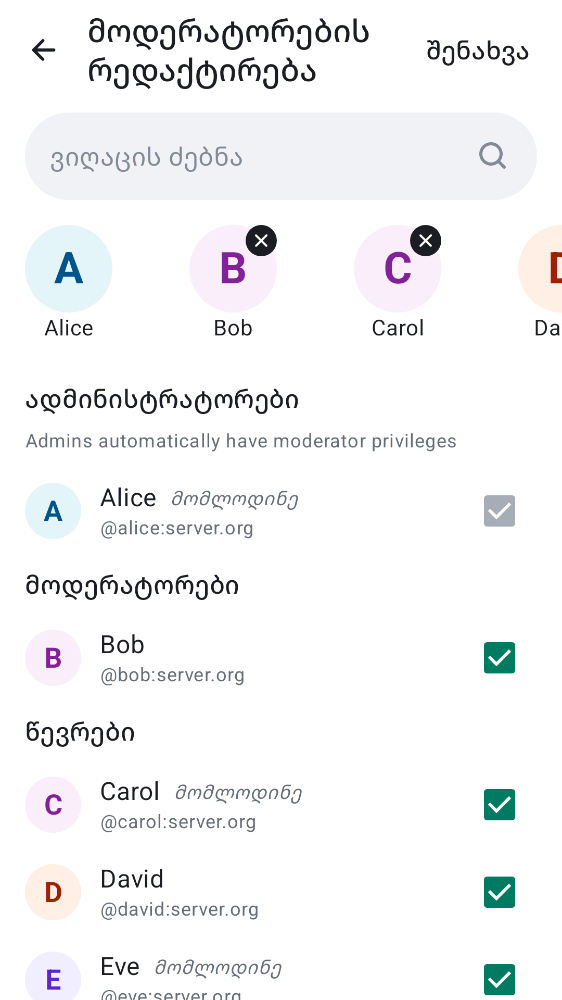 მოდერატორების
რედაქტირება
შენახვა
ვიღაცის ძებნა
A
B
C
D
Alice
Bob
Carol
Da
ადმინისტრატორები
Admins automatically have moderator privileges
A
Alice მომლოდინე
@alice:server.org
მოდერატორები
B
Bob
@bob:server.org
წევრები
C
Carol მომლოდინე
@carol:server.org
D
David
@david:server.org
E
Eve მომლოდინე
@eve:server.org